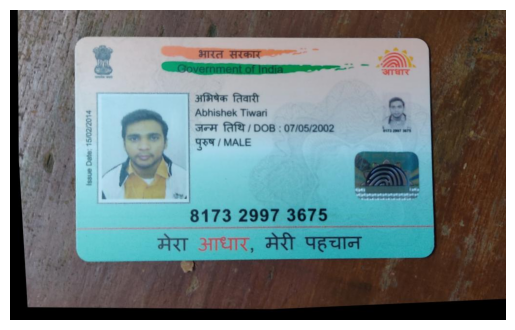 भारत सरकार
Government of India
आधार
अभिषेक तिवारी
Abhishek Tiwari
जन्म तिथि / DOB : 07/05/2002
पुरुष / MALE
Issue Date: 15/02/2014
8173 2997 3675
मेरा आधार, मेरी पहचान